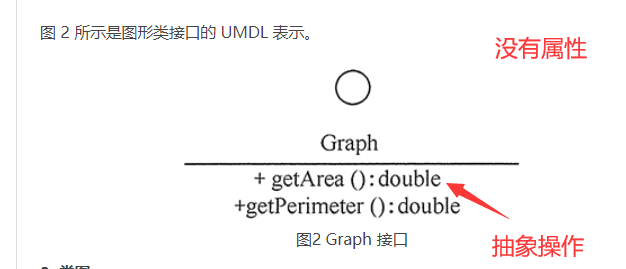 图 2 所示是图形类接口的 UMDL 表示。
没有属性
Graph
+ getArea ():double
+getPerimeter ():double
图2 Graph 接口
抽象操作